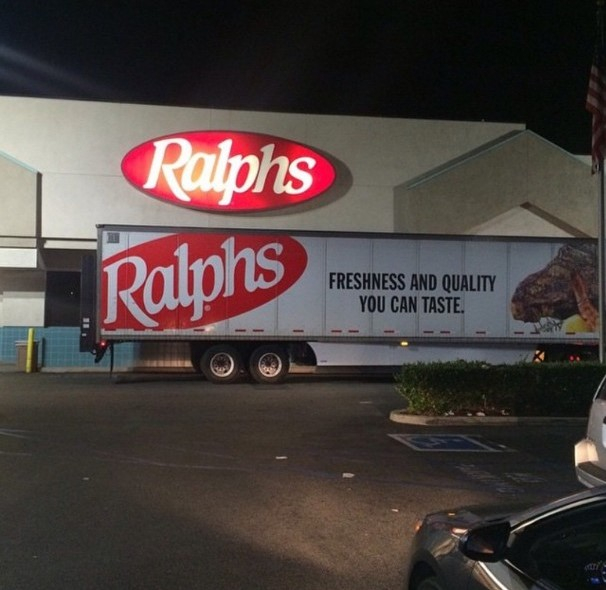 Ralphs
Ralphs
FRESHNESS AND QUALITY
YOU CAN TASTE.